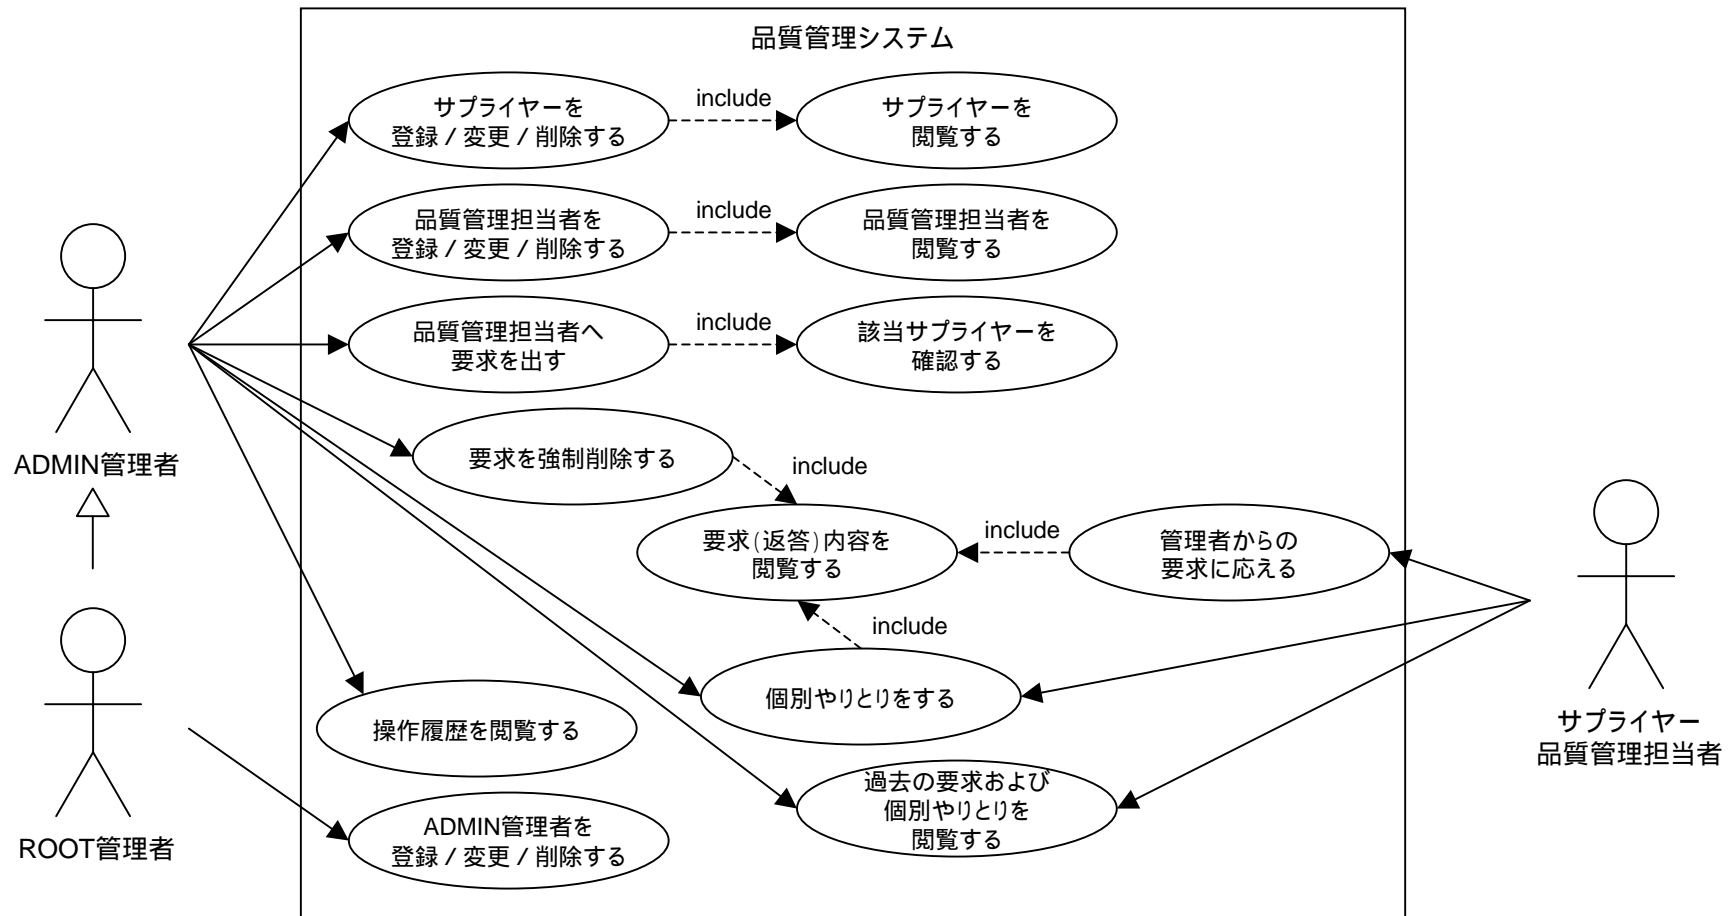 品質管理システム
サプライヤーを
登録/変更/削除する
include
サプライヤーを
閲覧する
品質管理担当者を
登録/変更/削除する
include
品質管理担当者を
閲覧する
品質管理担当者へ
要求を出す
include
該当サプライヤーを
確認する
ADMIN管理者
要求を強制削除する
include
要求(返答)内容を
閲覧する
include
管理者からの
要求に応える
include
個別やりとりをする
操作履歴を閲覧する
サプライヤー
品質管理担当者
過去の要求および
個別やりとりを
閲覧する
ROOT管理者
ADMIN管理者を
登録/変更/削除する